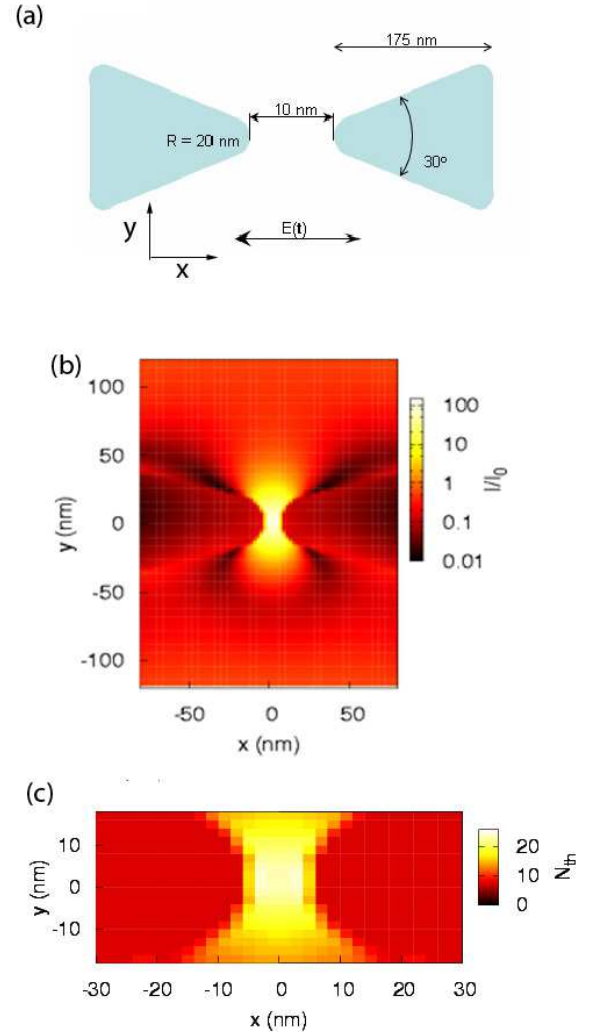 (a)
175 nm
10 nm
R = 20 nm
30°
E(t)
y
x
(b)
100
50
0
-50
-100
y (nm)
-50 0 50
x (nm)
100
10
1
0.1
0.01
I/I0
(c)
10
0
-10
y (nm)
-30 -20 -10 0 10 20 30
x (nm)
20
10
0
Nth